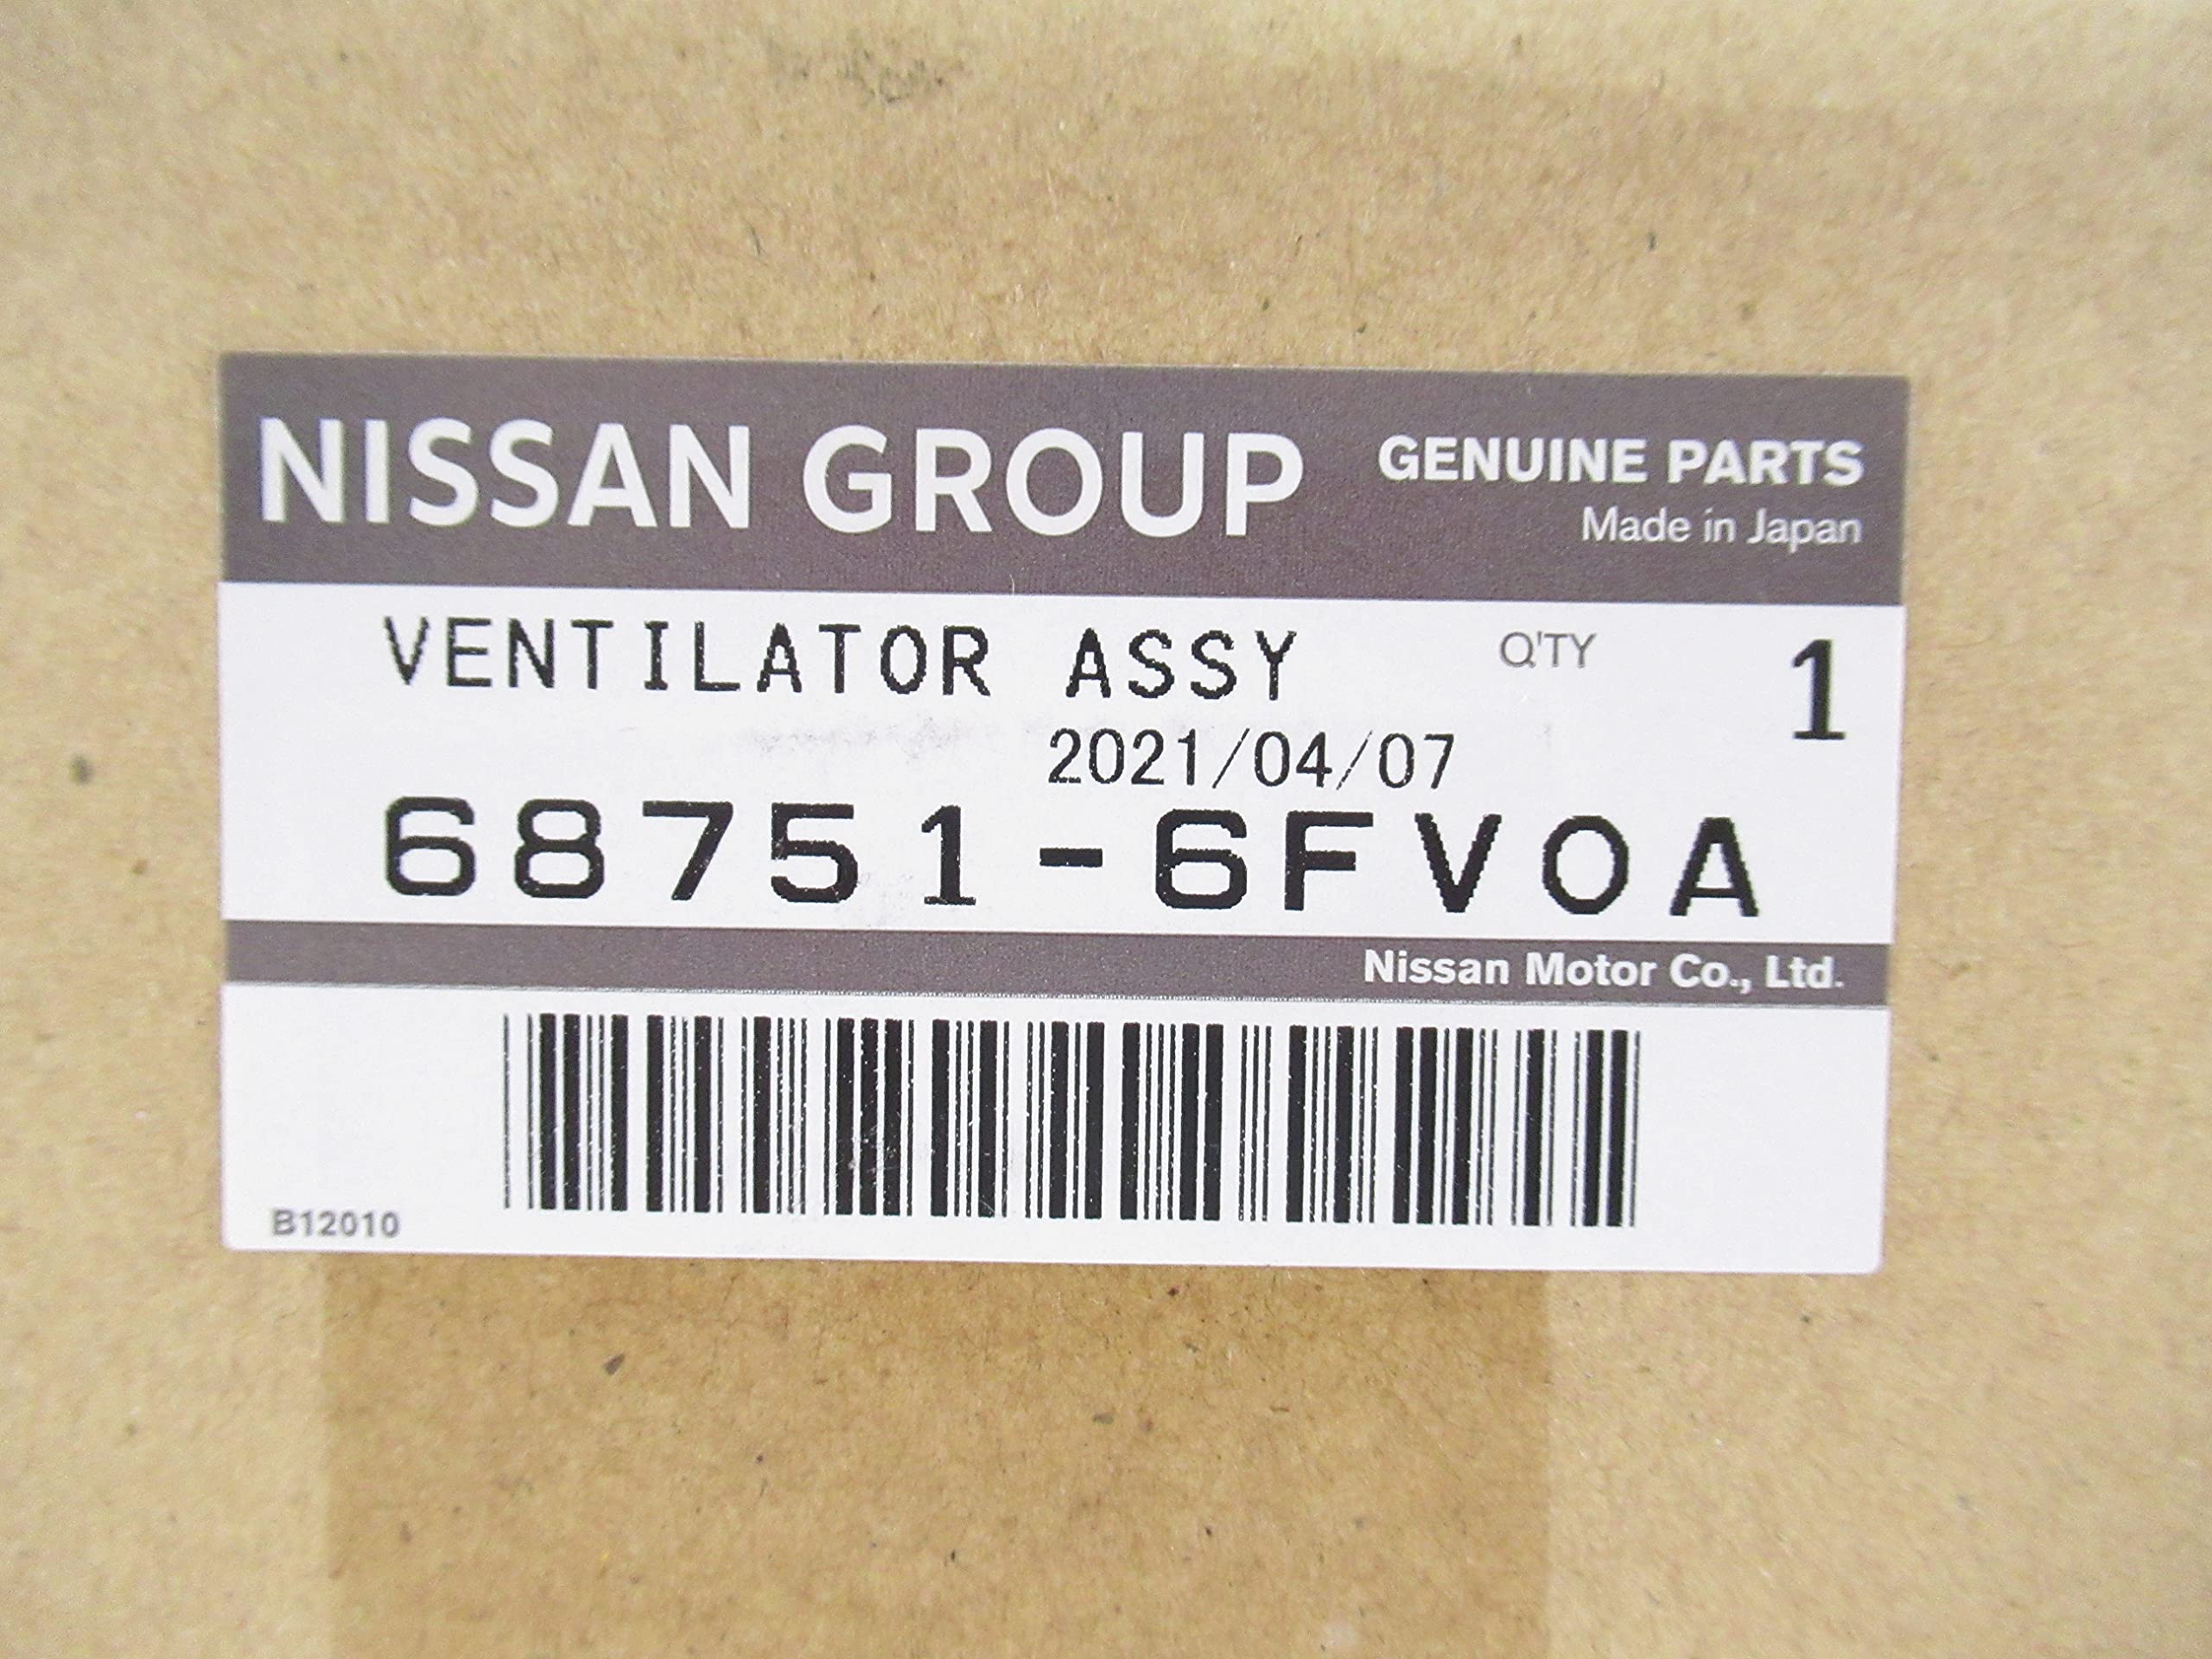 NISSAN GROUP GENUINE PARTS
Made in Japan
VENTILATOR ASSY Q'TY 1
2021/04/07
68751-6FV0A
Nissan Motor Co., Ltd.
B12010